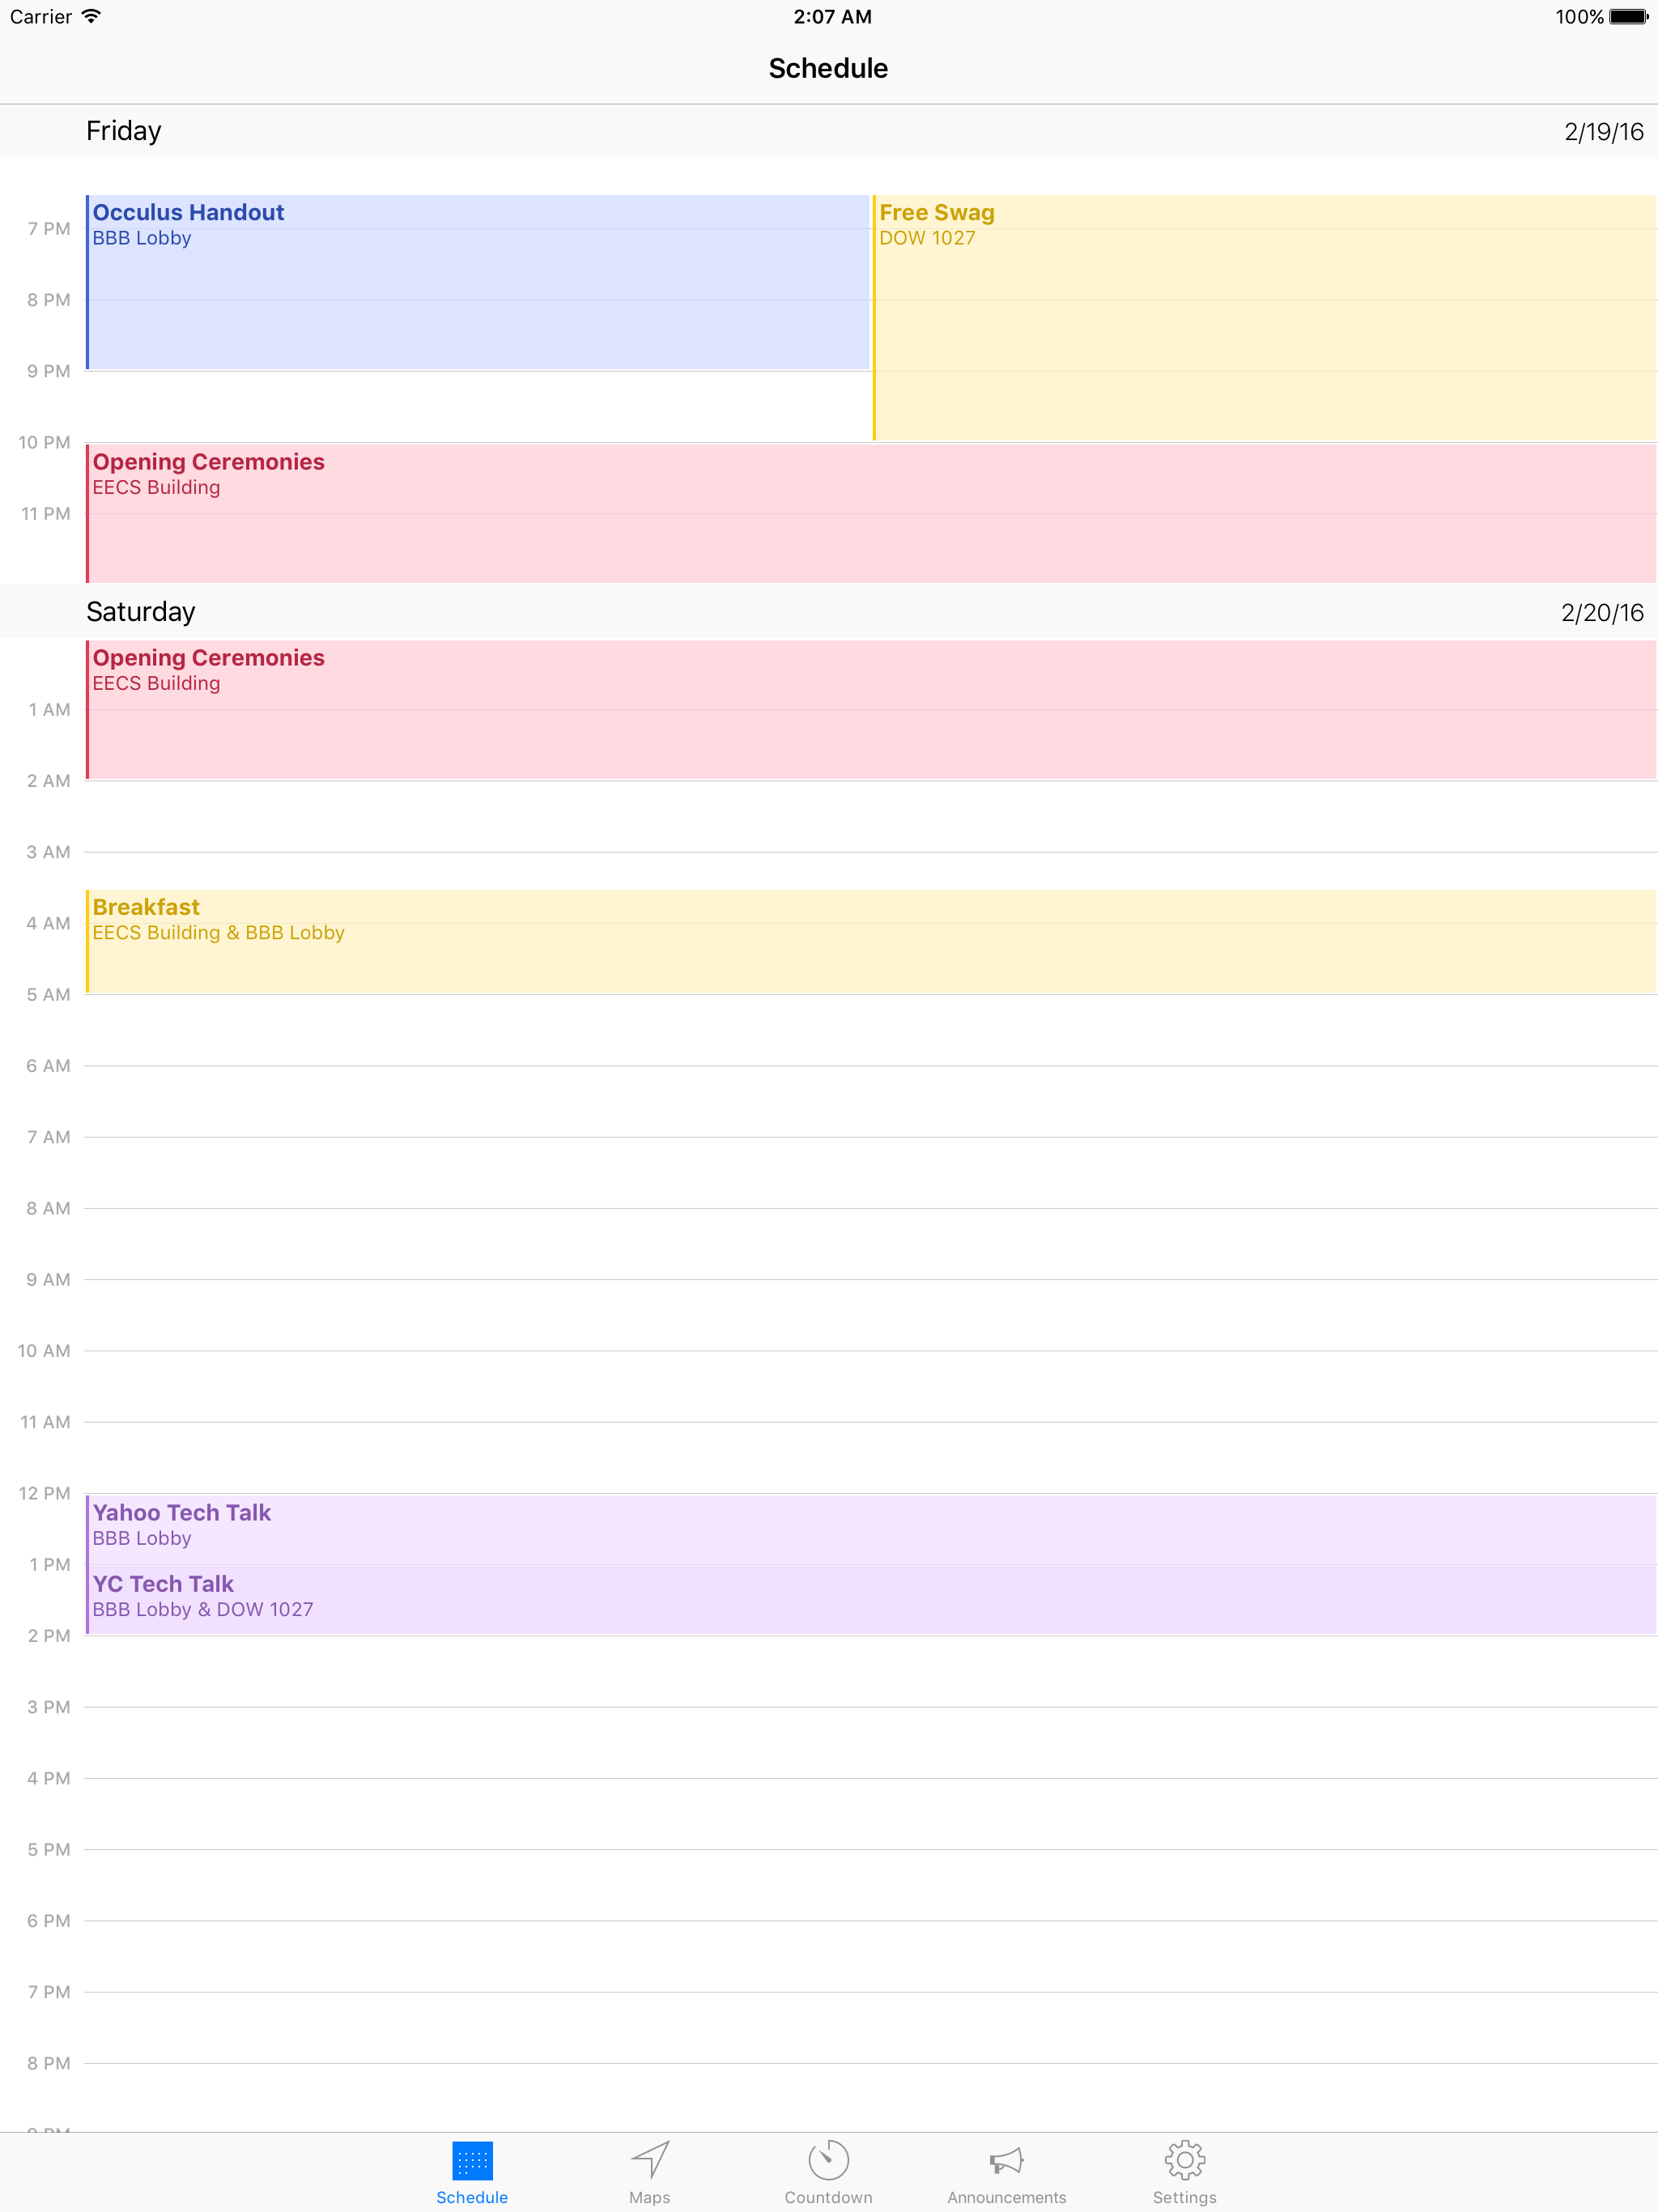 Carrier 2:07 AM 100%
Schedule
Friday 2/19/16
Occulus Handout Free Swag
7 PM BBB Lobby DOW 1027
8 PM
9 PM
10 PM
Opening Ceremonies
EECS Building
11 PM
Saturday 2/20/16
Opening Ceremonies
EECS Building
1 AM
2 AM
3 AM
Breakfast
4 AM EECS Building & BBB Lobby
5 AM
6 AM
7 AM
8 AM
9 AM
10 AM
11 AM
12 PM
Yahoo Tech Talk
BBB Lobby
1 PM
YC Tech Talk
BBB Lobby & DOW 1027
2 PM
3 PM
4 PM
5 PM
6 PM
7 PM
8 PM
Schedule Maps Countdown Announcements Settings